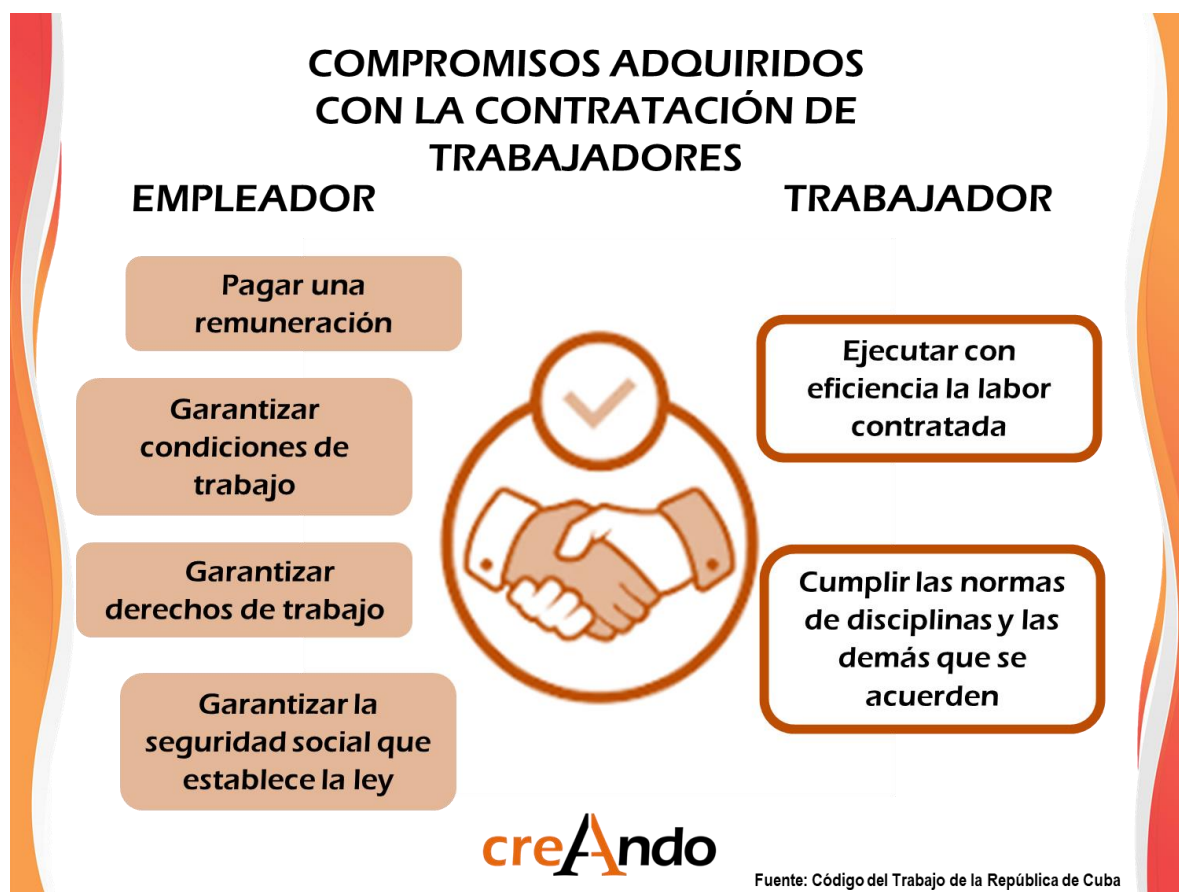 COMPROMISOS ADQUIRIDOS
CON LA CONTRATACIÓN DE
TRABAJADORES
EMPLEADOR
Pagar una
remuneración
Garantizar
condiciones de
trabajo
Garantizar
derechos de trabajo
Garantizar la
seguridad social que
establece la ley
TRABAJADOR
Ejecutar con
eficiencia la labor
contratada
Cumplir las normas
de disciplinas y las
demás que se
acuerden
creAndo
Fuente: Código del Trabajo de la República de Cuba